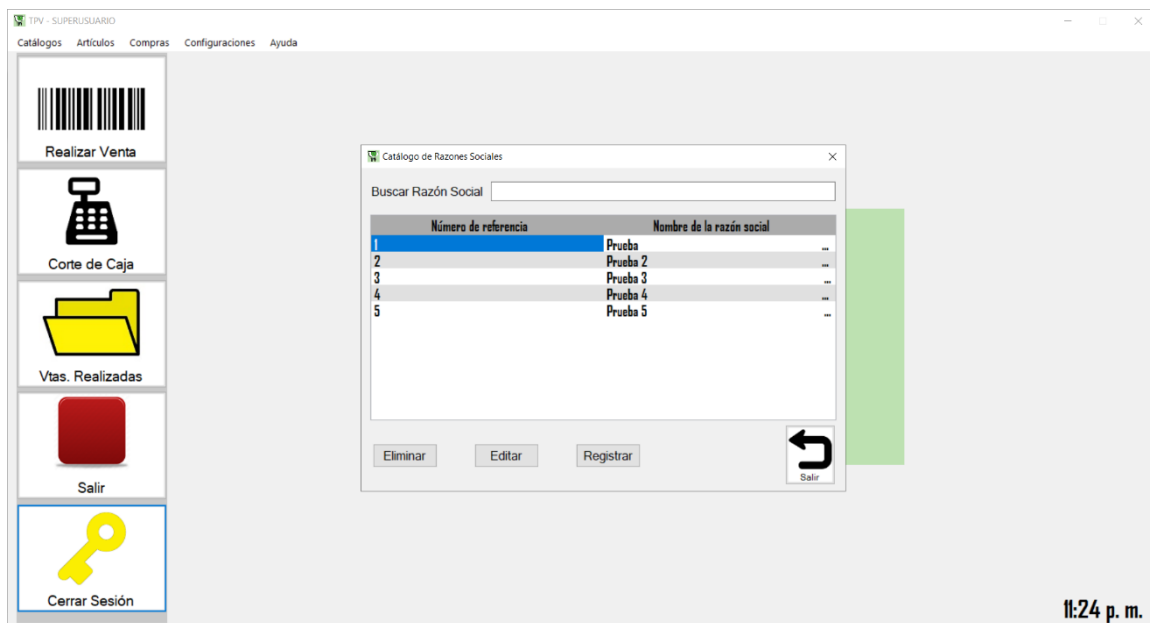 TPV - SUPERUSUARIO
Catálogos Artículos Compras Configuraciones Ayuda
Realizar Venta
Corte de Caja
Vtas. Realizadas
Salir
Cerrar Sesión
Catálogo de Razones Sociales
Buscar Razón Social
Número de referencia Nombre de la razón social
1 Prueba ...
2 Prueba 2 ...
3 Prueba 3 ...
4 Prueba 4 ...
5 Prueba 5 ...
Eliminar Editar Registrar
Salir
11:24 p. m.